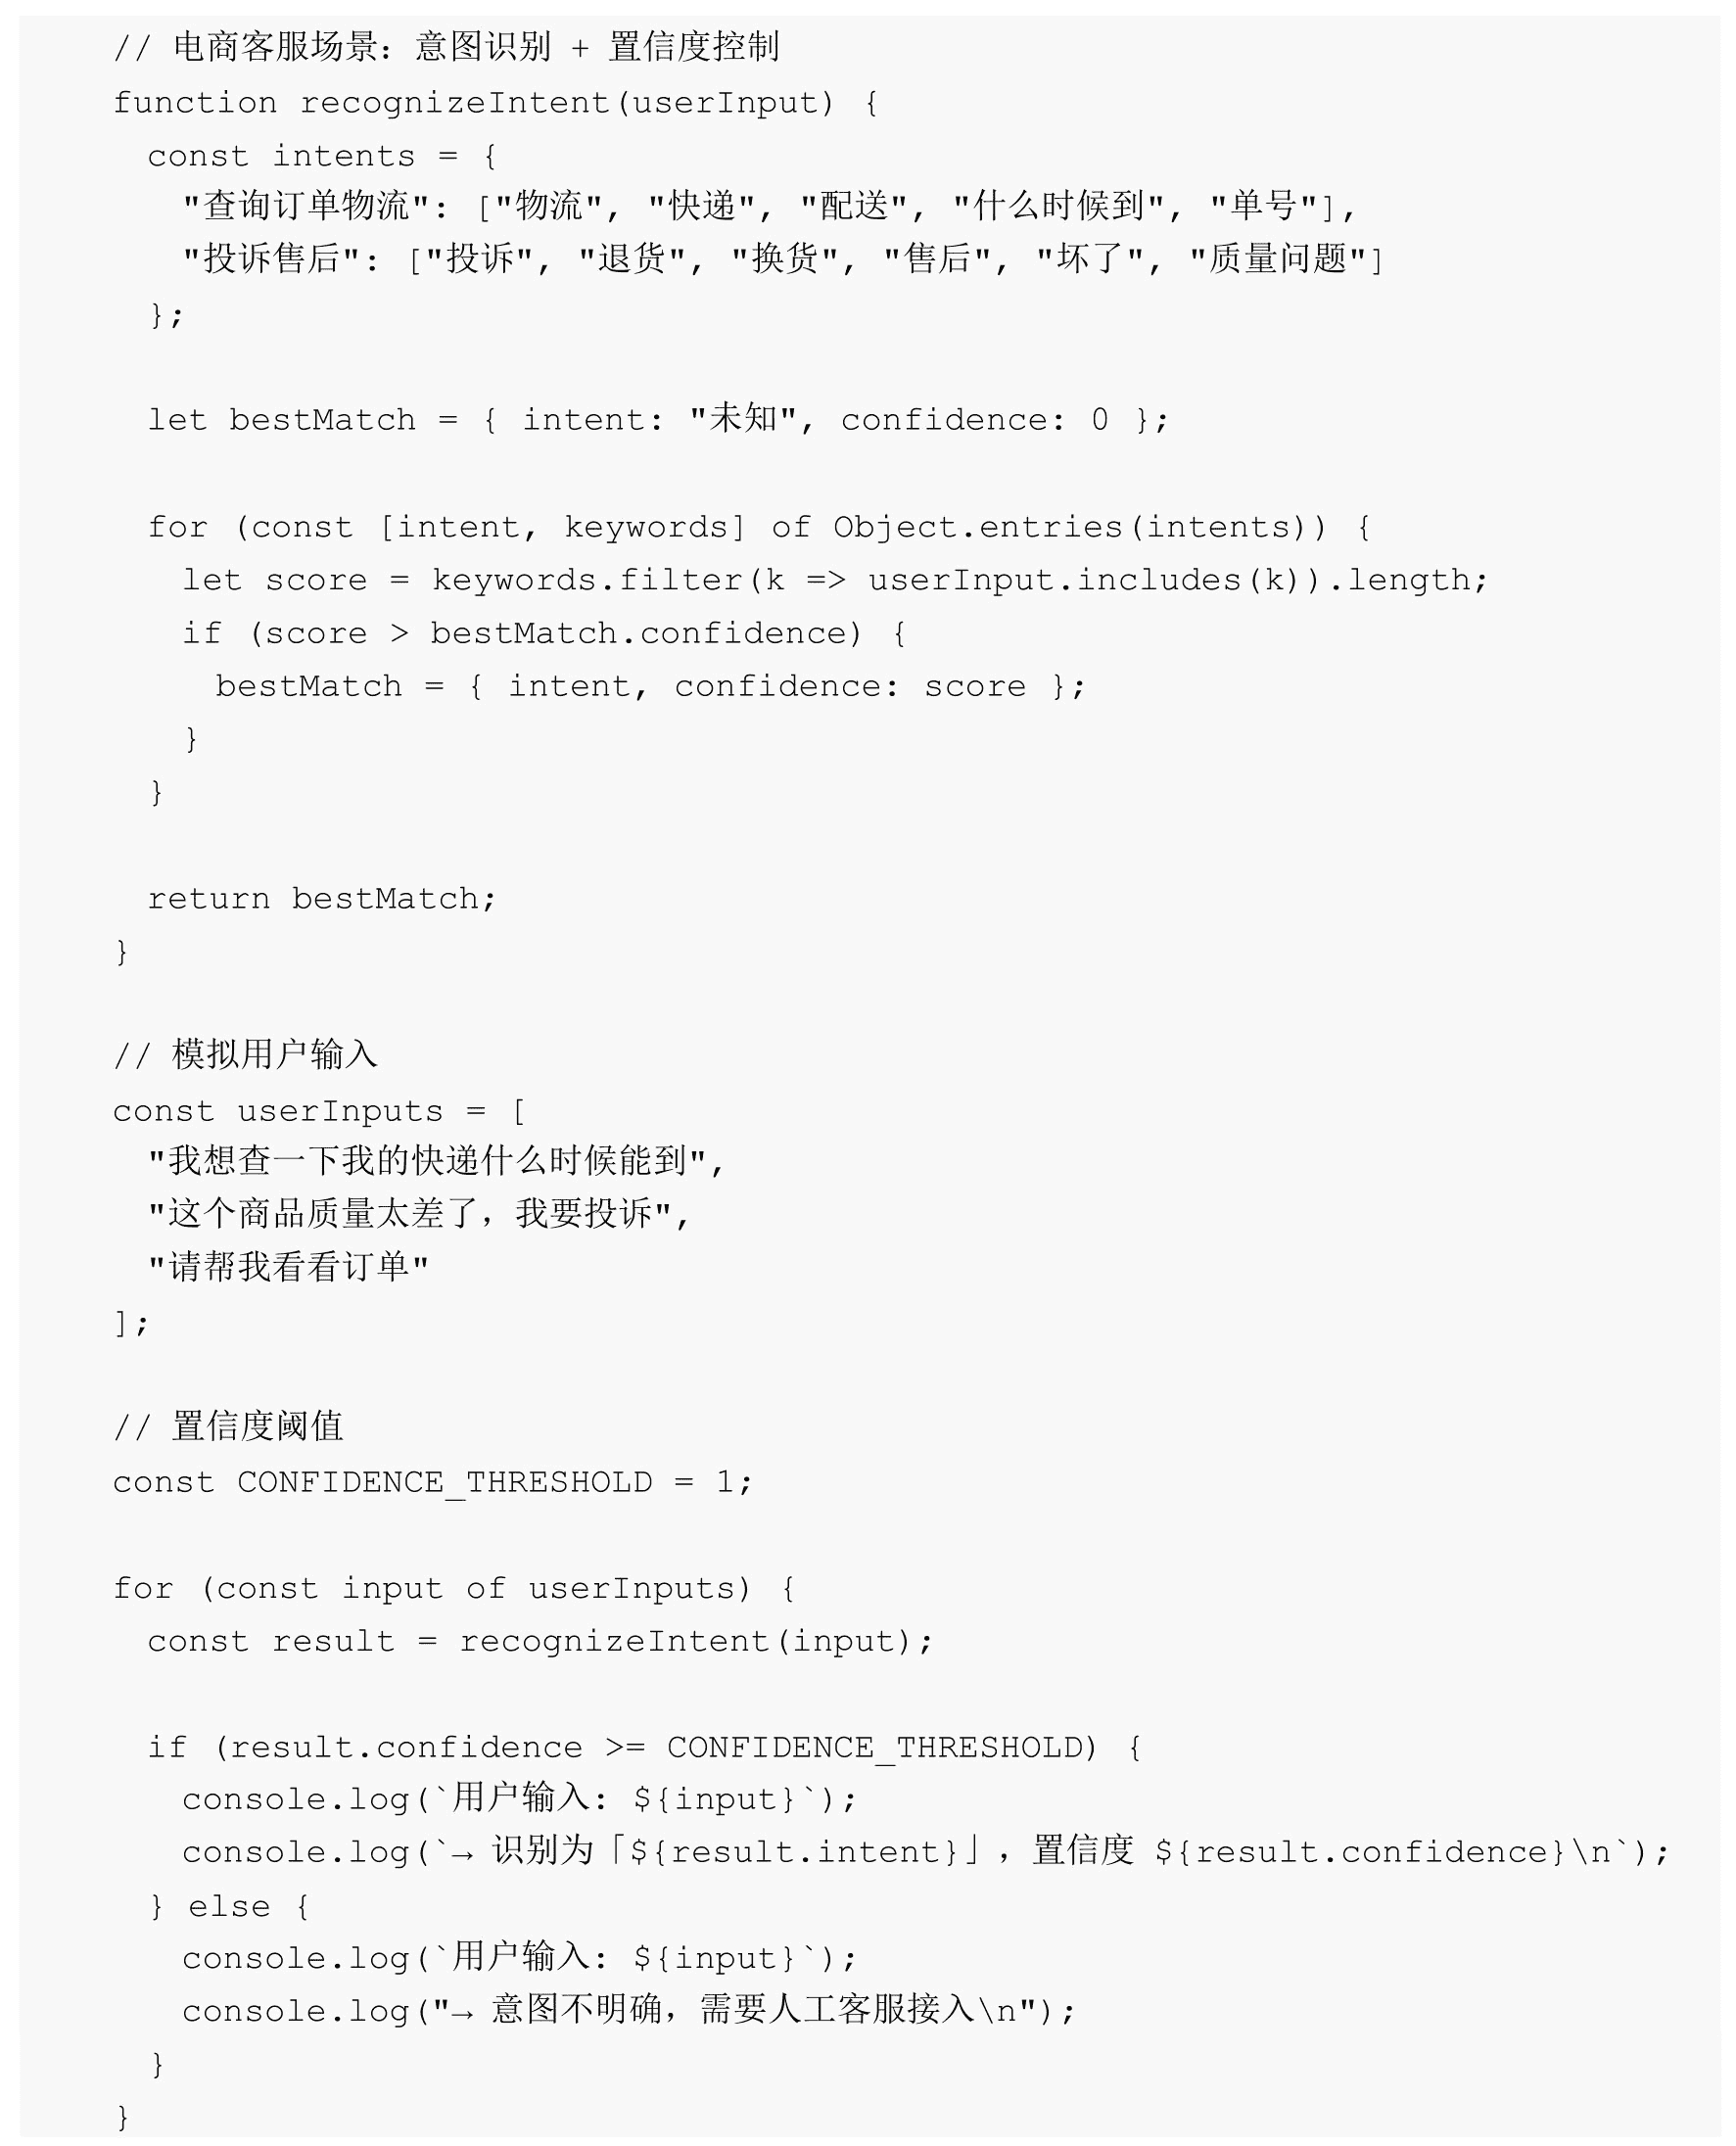 // 电商客服场景：意图识别 + 置信度控制
function recognizeIntent(userInput) {
  const intents = {
    "查询订单物流": ["物流", "快递", "配送", "什么时候到", "单号"],
    "投诉售后": ["投诉", "退货", "换货", "售后", "坏了", "质量问题"]
  };

  let bestMatch = { intent: "未知", confidence: 0 };

  for (const [intent, keywords] of Object.entries(intents)) {
    let score = keywords.filter(k => userInput.includes(k)).length;
    if (score > bestMatch.confidence) {
      bestMatch = { intent, confidence: score };
    }
  }

  return bestMatch;
}

// 模拟用户输入
const userInputs = [
  "我想查一下我的快递什么时候能到",
  "这个商品质量太差了，我要投诉",
  "请帮我看看订单"
];

// 置信度阈值
const CONFIDENCE_THRESHOLD = 1;

for (const input of userInputs) {
  const result = recognizeIntent(input);

  if (result.confidence >= CONFIDENCE_THRESHOLD) {
    console.log(`用户输入: ${input}`);
    console.log(`→ 识别为「${result.intent}」，置信度 ${result.confidence}\n`);
  } else {
    console.log(`用户输入: ${input}`);
    console.log("→ 意图不明确，需要人工客服接入\n");
  }
}